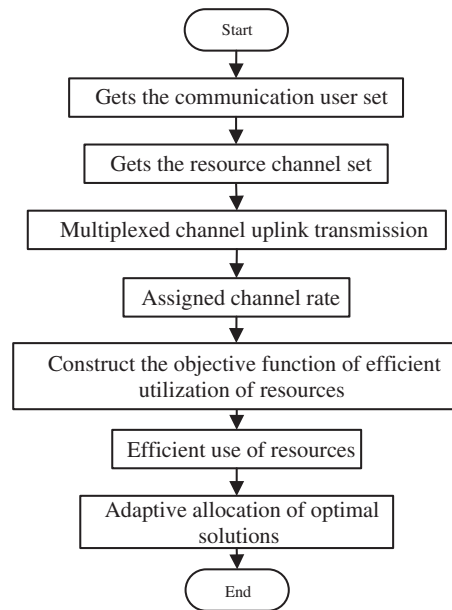 Start
Gets the communication user set
Gets the resource channel set
Multiplexed channel uplink transmission
Assigned channel rate
Construct the objective function of efficient
utilization of resources
Efficient use of resources
Adaptive allocation of optimal
solutions
End